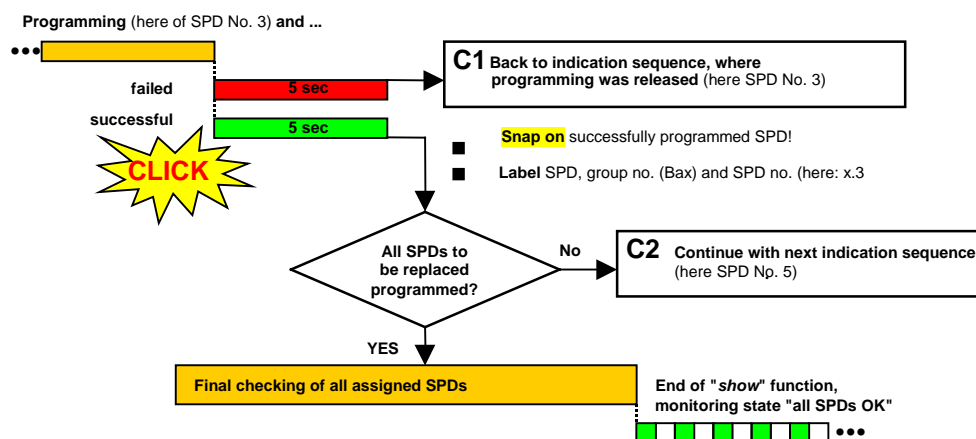 Programming (here of SPD No. 3) and ...
failed
5 sec
C1 Back to indication sequence, where
programming was released (here SPD No. 3)
successful
5 sec
CLICK
Snap on successfully programmed SPD!
Label SPD, group no. (Bax) and SPD no. (here: x.3
All SPDs to
be replaced
programmed?
No
C2 Continue with next indication sequence
(here SPD No. 5)
YES
Final checking of all assigned SPDs
End of "show" function,
monitoring state "all SPDs OK"